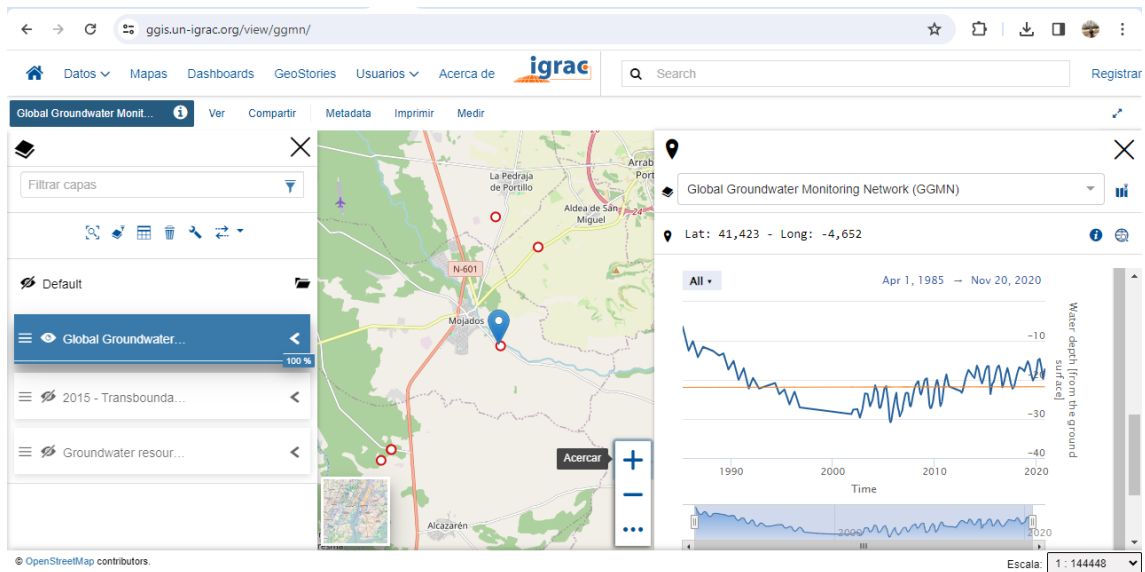 ggis.un-igrac.org/view/ggmn/
Datos Mapas Dashboards GeoStories Usuarios Acerca de igrac Search Registrar
Global Groundwater Monit... Ver Compartir Metadata Imprimir Medir
Filtrar capas
Default
Global Groundwater...
100 %
2015 - Transbounda...
Groundwater resour...
La Pedraja
de Portillo
Arrab
Port
Aldea de San
Miguel
24
N-601
Mojados
Alcazarén
Acercar
Global Groundwater Monitoring Network (GGMN)
Lat: 41,423 - Long: -4,652
All
Apr 1, 1985 → Nov 20, 2020
-10
-20
-30
-40
Water depth [from the ground
surface]
1990 2000 2010 2020
Time
2000 2020
© OpenStreetMap contributors.
Escala: 1 : 144448